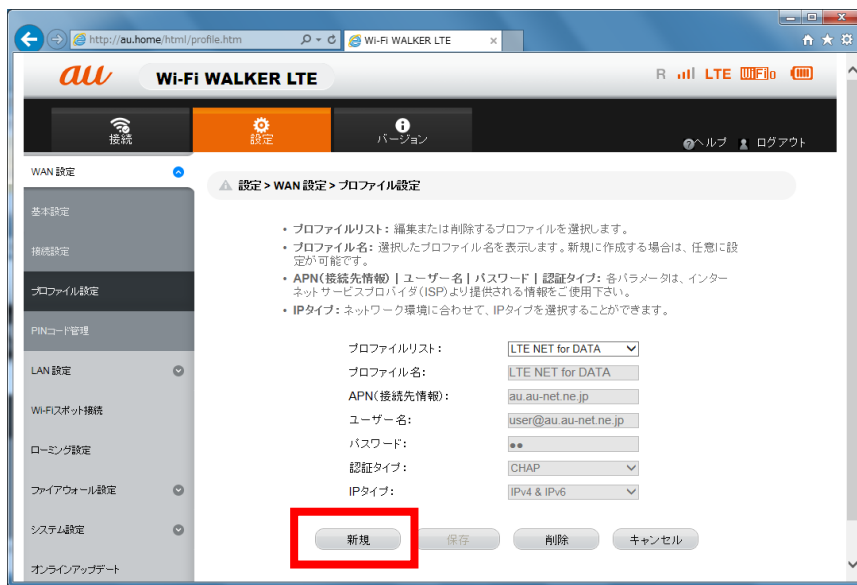 http://au.home/html/profile.htm
Wi-Fi WALKER LTE
au Wi-Fi WALKER LTE
R LTE WiFi
接続
設定
バージョン
ヘルプ
ログアウト
WAN 設定
基本設定
接続設定
プロファイル設定
PINコード管理
LAN 設定
Wi-Fiスポット接続
ローミング設定
ファイアウォール設定
システム設定
オンラインアップデート
設定 > WAN 設定 > プロファイル設定
• プロファイルリスト: 編集または削除するプロファイルを選択します。
• プロファイル名: 選択したプロファイル名を表示します。新規に作成する場合は、任意に設
定が可能です。
• APN(接続先情報) | ユーザー名 | パスワード | 認証タイプ: 各パラメータは、インター
ネットサービスプロバイダ(ISP)より提供される情報をご使用下さい。
• IPタイプ: ネットワーク環境に合わせて、IPタイプを選択することができます。
プロファイルリスト: LTE NET for DATA
プロファイル名: LTE NET for DATA
APN(接続先情報): au.au-net.ne.jp
ユーザー名: user@au.au-net.ne.jp
パスワード: ●●
認証タイプ: CHAP
IPタイプ: IPv4 & IPv6
新規 保存 削除 キャンセル